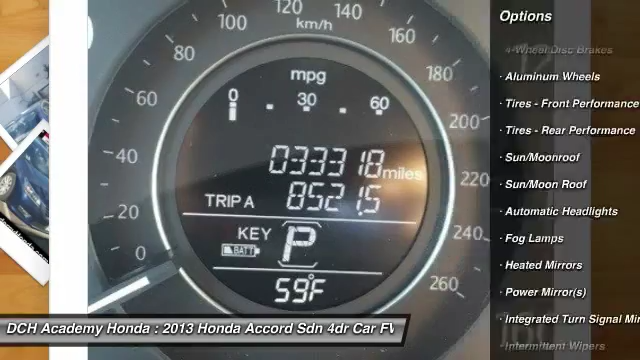 Options
4-Wheel Disc Brakes
· Aluminum Wheels
· Tires - Front Performance
· Tires - Rear Performance
· Sun/Moonroof
· Sun/Moon Roof
· Automatic Headlights
· Fog Lamps
· Heated Mirrors
· Power Mirror(s)
· Integrated Turn Signal Mir
· Intermittent Wipers
120
140
100
km/h
160
80
mpg
180
60
0
30
60
200
40
033318 miles
TRIP A 8521.5
220
20
KEY P
BATT
240
0
59°F
260
DCH Academy Honda : 2013 Honda Accord Sdn 4dr Car FW